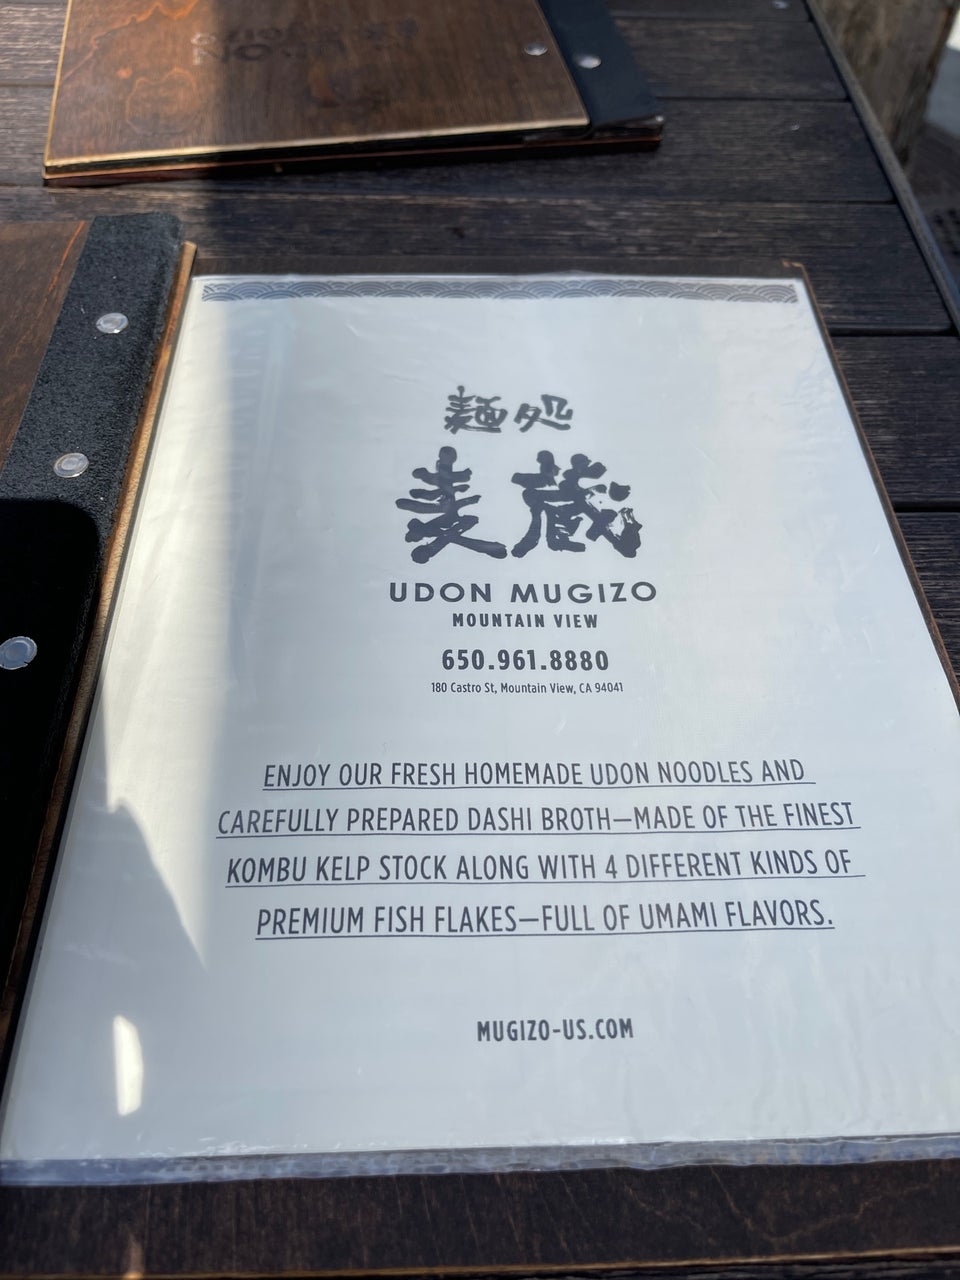 麺処
麦蔵
UDON MUGIZO
MOUNTAIN VIEW
650.961.8880
180 Castro St, Mountain View, CA 94041
ENJOY OUR FRESH HOMEMADE UDON NOODLES AND
CAREFULLY PREPARED DASHI BROTH—MADE OF THE FINEST
KOMBU KELP STOCK ALONG WITH 4 DIFFERENT KINDS OF
PREMIUM FISH FLAKES—FULL OF UMAMI FLAVORS.
MUGIZO-US.COM